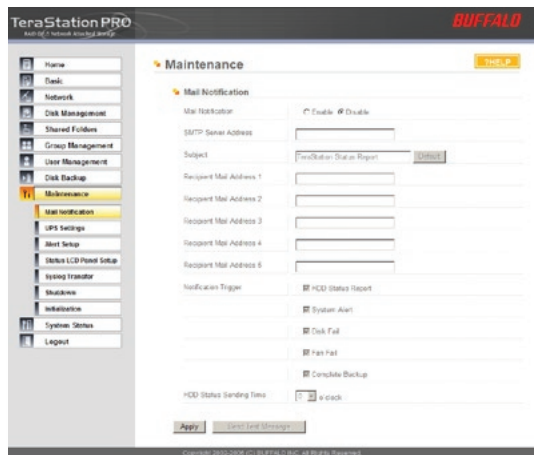 TeraStation PRO
BUFFALO
Home
Basic
Network
Disk Management
Shared Folders
Group Management
User Management
Disk Backup
Maintenance
Mail Notification
UPS Settings
Alert Setup
Status LCD Panel Setup
Syslog Transfer
Shutdown
Initialization
System Status
Logout
Maintenance
?HELP
Mail Notification
Mail Notification
Enable Disable
SMTP Server Address
Subject
TeraStation Status Report
Default
Recipient Mail Address 1
Recipient Mail Address 2
Recipient Mail Address 3
Recipient Mail Address 4
Recipient Mail Address 5
Notification Trigger
HDD Status Report
System Alert
Disk Fail
Fan Fail
Complete Backup
HDD Status Sending Time
0 o'clock
Apply
Send Test Message